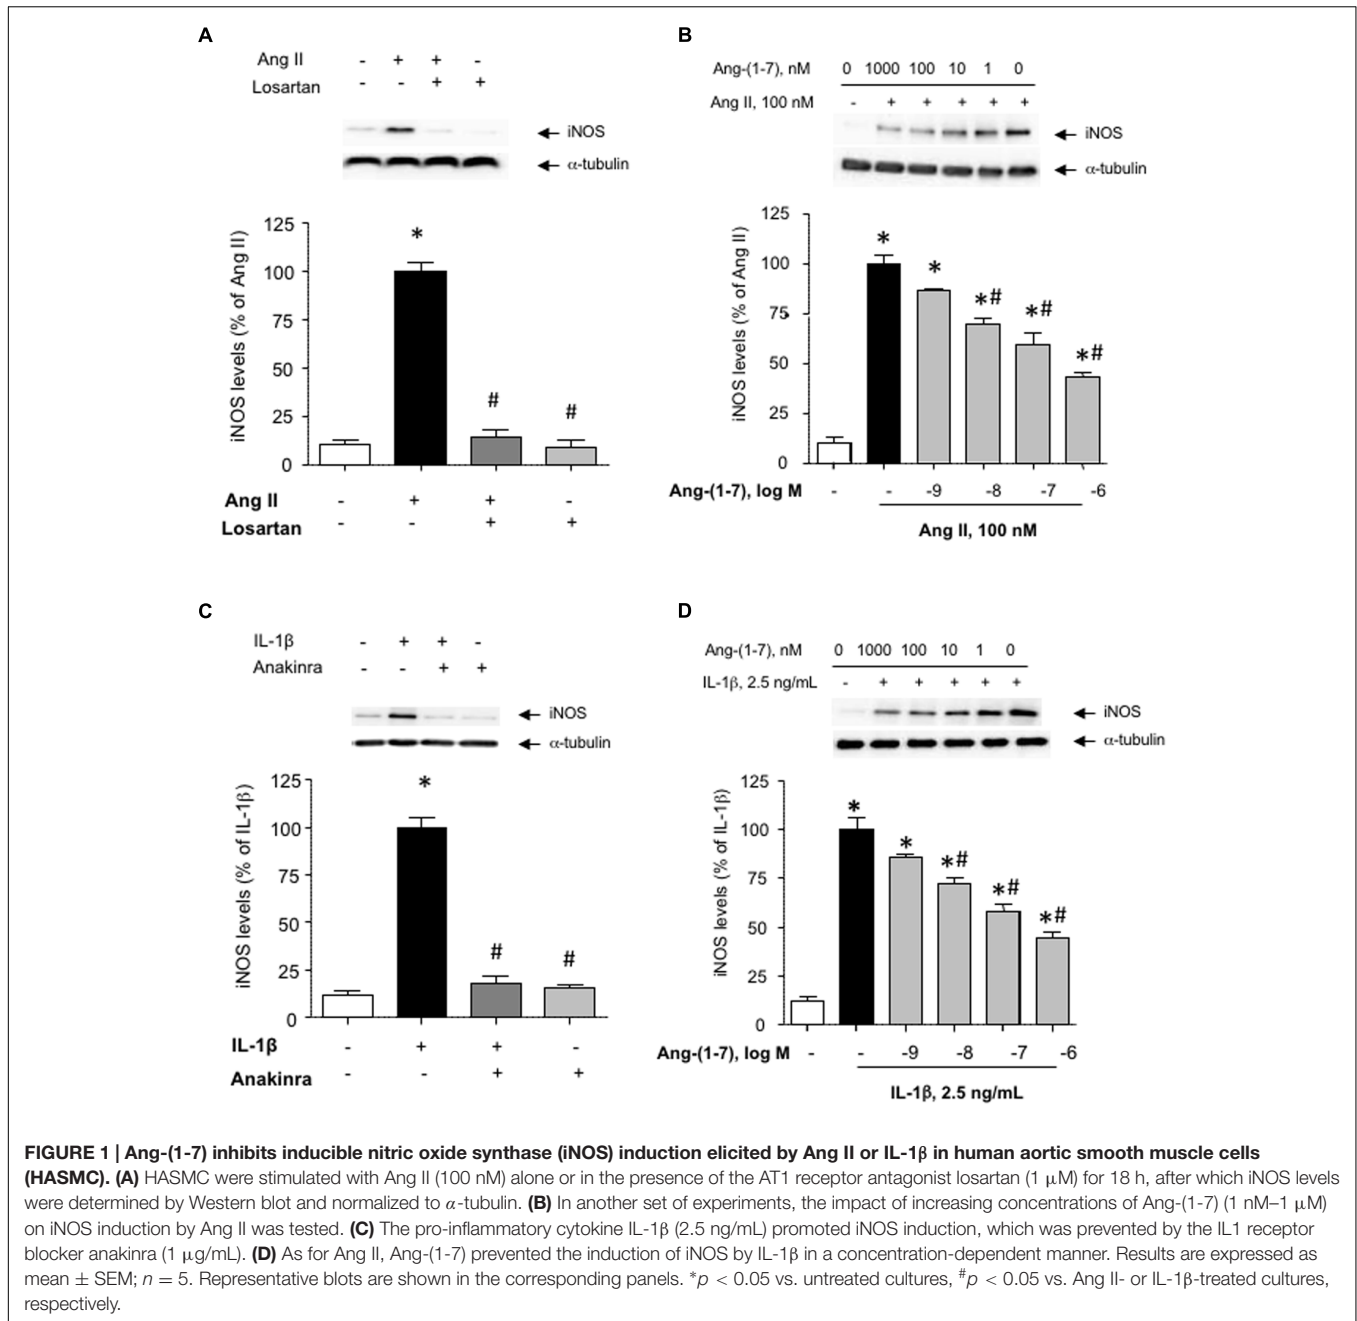 A
Ang II - + + -
Losartan - - + +
iNOS
α-tubulin
iNOS levels (% of Ang II)
125
100
75
50
25
0
*
#
#
Ang II - + + -
Losartan - - + +
B
Ang-(1-7), nM 0 1000 100 10 1 0
Ang II, 100 nM - + + + + +
iNOS
α-tubulin
iNOS levels (% of Ang II)
125
100
75
50
25
0
*
*
*#
*#
*#
Ang-(1-7), log M - - -9 -8 -7 -6
Ang II, 100 nM
C
IL-1β - + + -
Anakinra - - + +
iNOS
α-tubulin
iNOS levels (% of IL-1β)
125
100
75
50
25
0
*
#
#
IL-1β - + + -
Anakinra - - + +
D
Ang-(1-7), nM 0 1000 100 10 1 0
IL-1β, 2.5 ng/mL - + + + + +
iNOS
α-tubulin
iNOS levels (% of IL-1β)
125
100
75
50
25
0
*
*
*#
*#
*#
Ang-(1-7), log M - - -9 -8 -7 -6
IL-1β, 2.5 ng/mL
FIGURE 1 | Ang-(1-7) inhibits inducible nitric oxide synthase (iNOS) induction elicited by Ang II or IL-1β in human aortic smooth muscle cells
(HASMC). (A) HASMC were stimulated with Ang II (100 nM) alone or in the presence of the AT1 receptor antagonist losartan (1 μM) for 18 h, after which iNOS levels
were determined by Western blot and normalized to α-tubulin. (B) In another set of experiments, the impact of increasing concentrations of Ang-(1-7) (1 nM–1 μM)
on iNOS induction by Ang II was tested. (C) The pro-inflammatory cytokine IL-1β (2.5 ng/mL) promoted iNOS induction, which was prevented by the IL1 receptor
blocker anakinra (1 μg/mL). (D) As for Ang II, Ang-(1-7) prevented the induction of iNOS by IL-1β in a concentration-dependent manner. Results are expressed as
mean ± SEM; n = 5. Representative blots are shown in the corresponding panels. *p < 0.05 vs. untreated cultures, #p < 0.05 vs. Ang II- or IL-1β-treated cultures,
respectively.